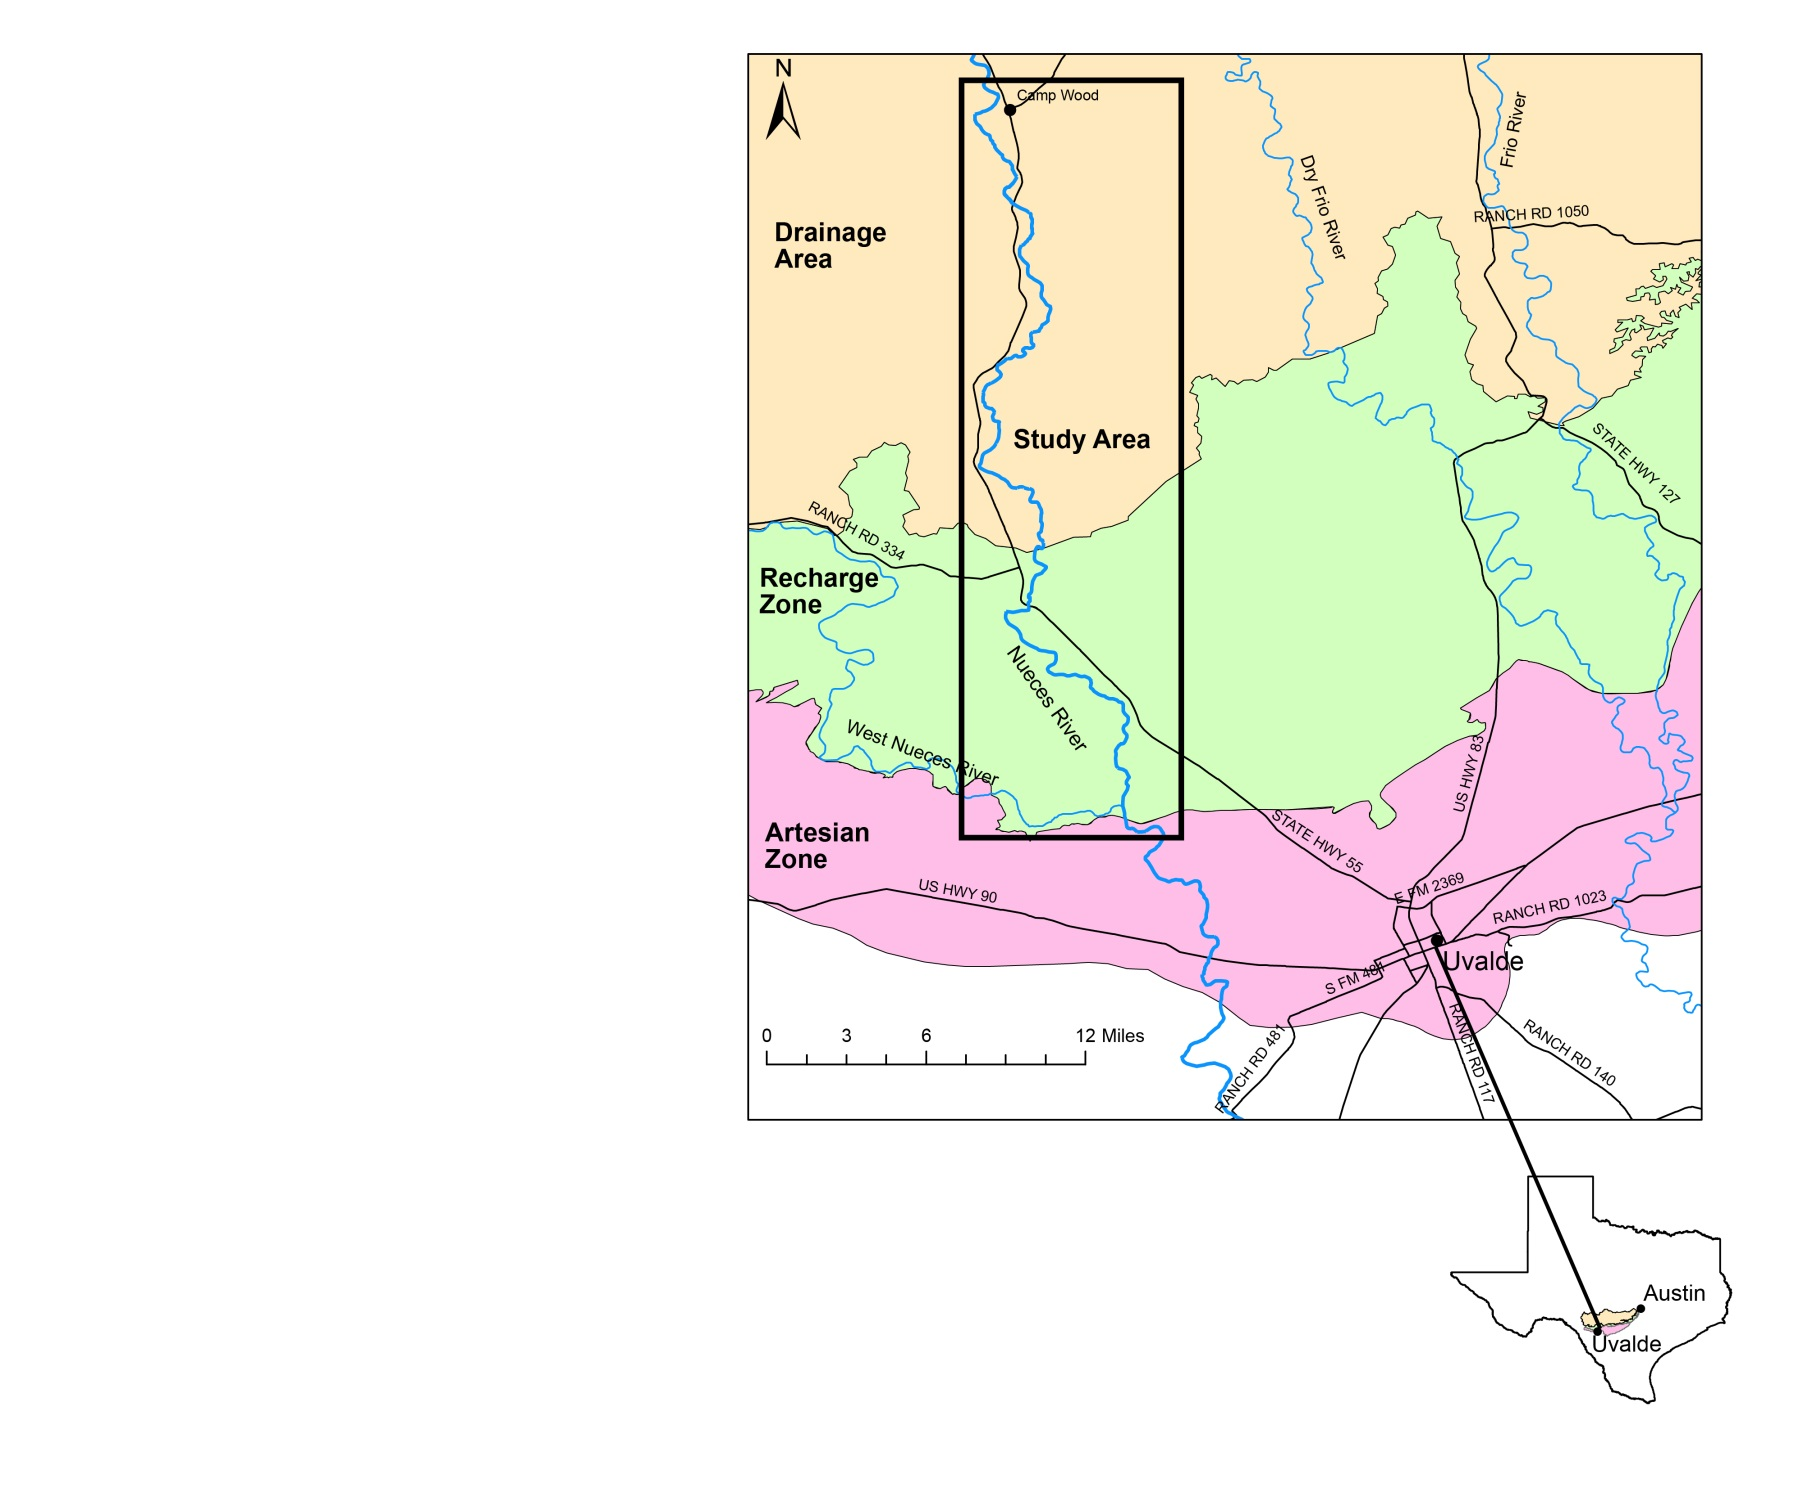 N
Camp Wood
Frio River
Dry Frio River
RANCH RD 1050
Drainage
Area
Study Area
STATE HWY 127
RANCH RD 334
Recharge
Zone
Nueces River
West Nueces River
US HWY 83
Artesian
Zone
STATE HWY 55
US HWY 90
E FM 2369
RANCH RD 1023
Uvalde
S FM 481
RANCH RD 481
RANCH RD 117
RANCH RD 140
0 3 6 12 Miles
Austin
Uvalde